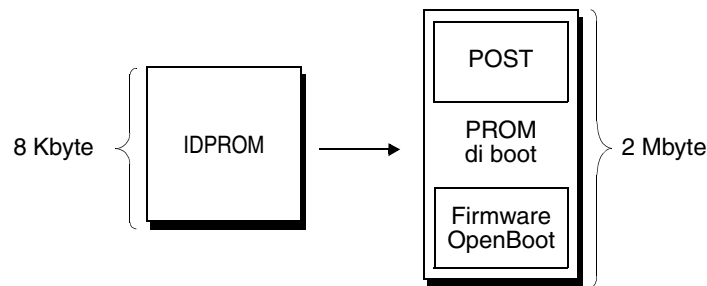 8 Kbyte
IDPROM
POST
PROM
di boot
Firmware
OpenBoot
2 Mbyte